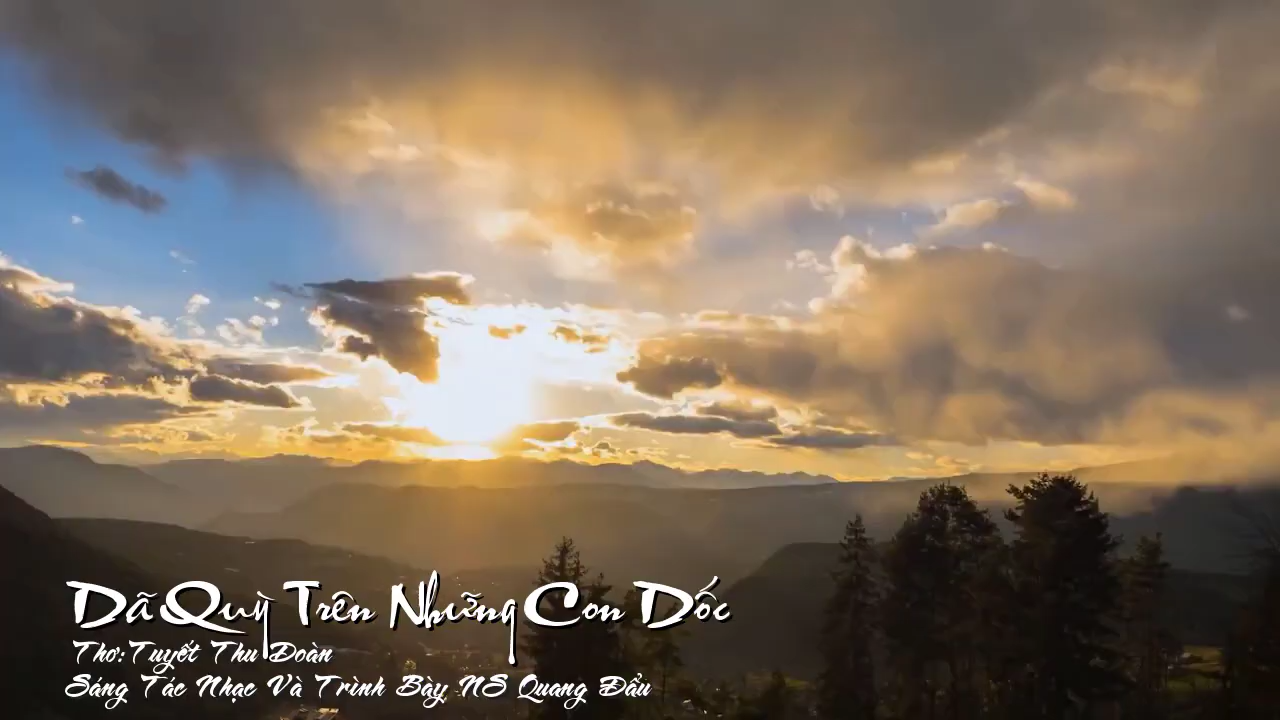 Dã Quỳ Trên Những Con Dốc
Thơ:Tuyết Thu Đoàn
Sáng Tác Nhạc Và Trình Bày NS Quang Đẩu